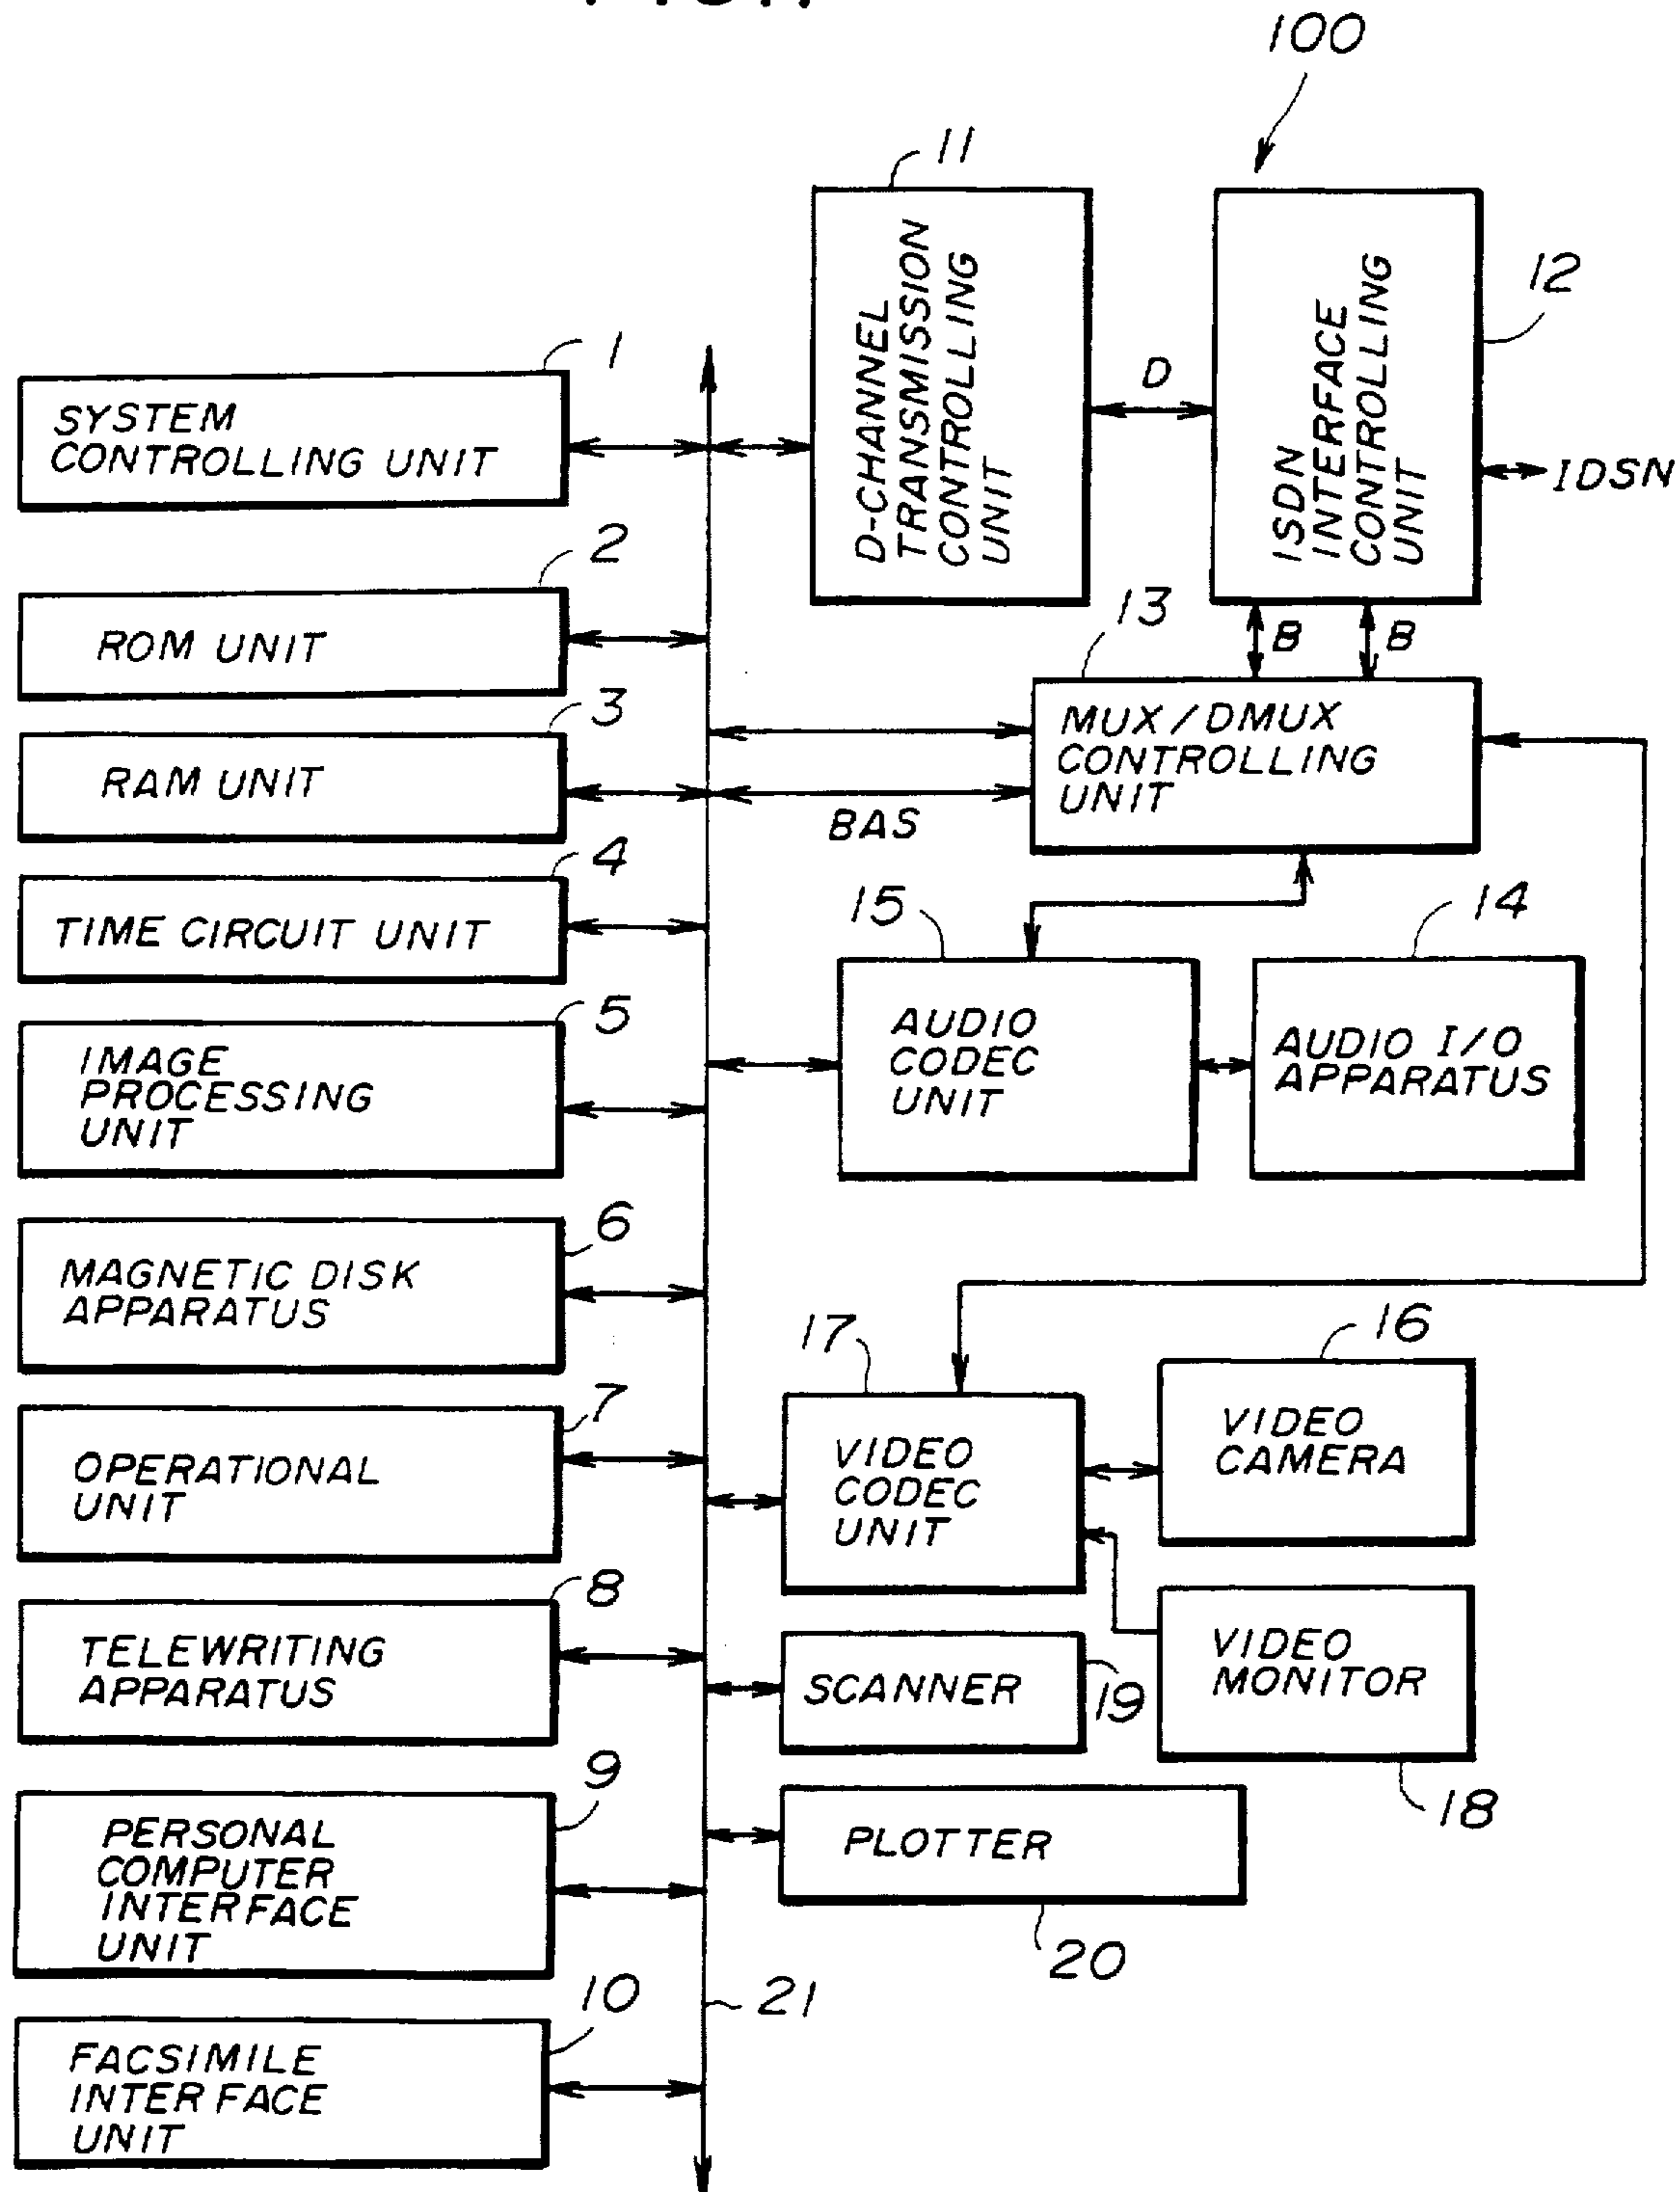 100
11
D-CHANNEL
TRANSMISSION
CONTROLLING
UNIT
12
ISDN
INTERFACE
CONTROLLING
UNIT
D
IDSN
1
SYSTEM
CONTROLLING UNIT
2
ROM UNIT
13
B
B
MUX/DMUX
CONTROLLING
UNIT
BAS
3
RAM UNIT
4
TIME CIRCUIT UNIT
15
AUDIO
CODEC
UNIT
14
AUDIO I/O
APPARATUS
5
IMAGE
PROCESSING
UNIT
6
MAGNETIC DISK
APPARATUS
17
VIDEO
CODEC
UNIT
16
VIDEO
CAMERA
7
OPERATIONAL
UNIT
8
TELEWRITING
APPARATUS
SCANNER
19
VIDEO
MONITOR
18
9
PERSONAL
COMPUTER
INTERFACE
UNIT
PLOTTER
20
10
FACSIMILE
INTERFACE
UNIT
21